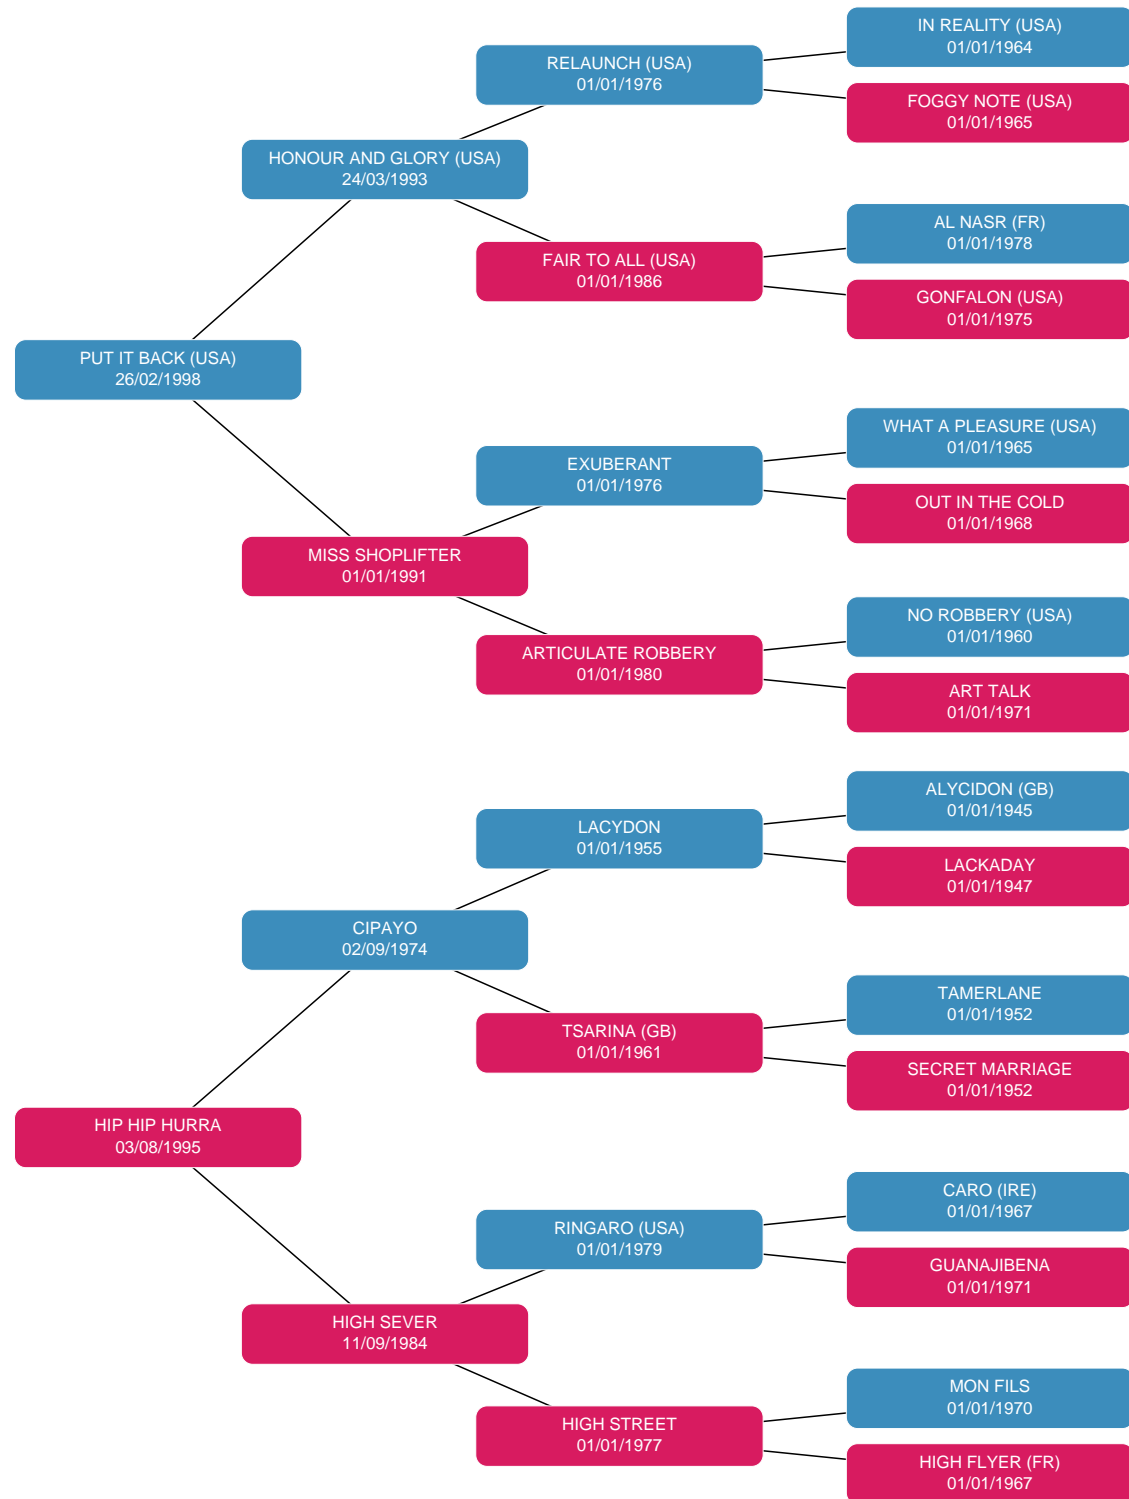 IN REALITY (USA)
01/01/1964
RELAUNCH (USA)
01/01/1976
FOGGY NOTE (USA)
01/01/1965
HONOUR AND GLORY (USA)
24/03/1993
AL NASR (FR)
01/01/1978
FAIR TO ALL (USA)
01/01/1986
GONFALON (USA)
01/01/1975
PUT IT BACK (USA)
26/02/1998
WHAT A PLEASURE (USA)
01/01/1965
EXUBERANT
01/01/1976
OUT IN THE COLD
01/01/1968
MISS SHOPLIFTER
01/01/1991
NO ROBBERY (USA)
01/01/1960
ARTICULATE ROBBERY
01/01/1980
ART TALK
01/01/1971
ALYCIDON (GB)
01/01/1945
LACYDON
01/01/1955
LACKADAY
01/01/1947
CIPAYO
02/09/1974
TAMERLANE
01/01/1952
TSARINA (GB)
01/01/1961
SECRET MARRIAGE
01/01/1952
HIP HIP HURRA
03/08/1995
CARO (IRE)
01/01/1967
RINGARO (USA)
01/01/1979
GUANAJIBENA
01/01/1971
HIGH SEVER
11/09/1984
MON FILS
01/01/1970
HIGH STREET
01/01/1977
HIGH FLYER (FR)
01/01/1967